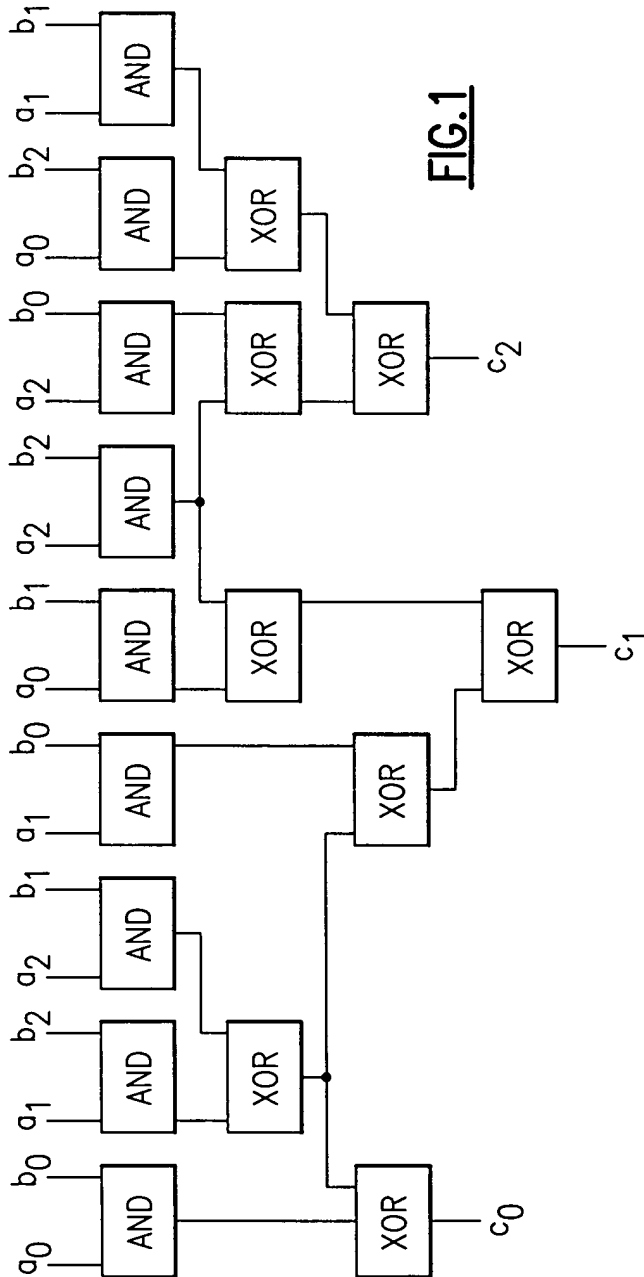 a0 b0 a1 b2 a2 b1 a1 b0 a0 b1 a2 b2 a2 b0 a0 b2 a1 b1
AND AND AND AND AND AND AND AND AND
XOR XOR XOR XOR
XOR XOR XOR
XOR
c0 c2
c1
FIG.1